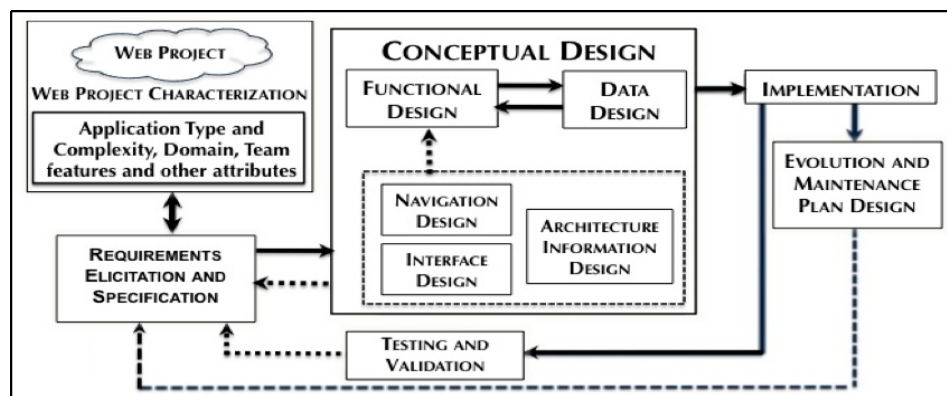 WEB PROJECT
WEB PROJECT CHARACTERIZATION
Application Type and
Complexity, Domain, Team
features and other attributes
REQUIREMENTS
ELICITATION AND
SPECIFICATION
CONCEPTUAL DESIGN
FUNCTIONAL
DESIGN
DATA
DESIGN
NAVIGATION
DESIGN
INTERFACE
DESIGN
ARCHITECTURE
INFORMATION
DESIGN
IMPLEMENTATION
EVOLUTION AND
MAINTENANCE
PLAN DESIGN
TESTING AND
VALIDATION